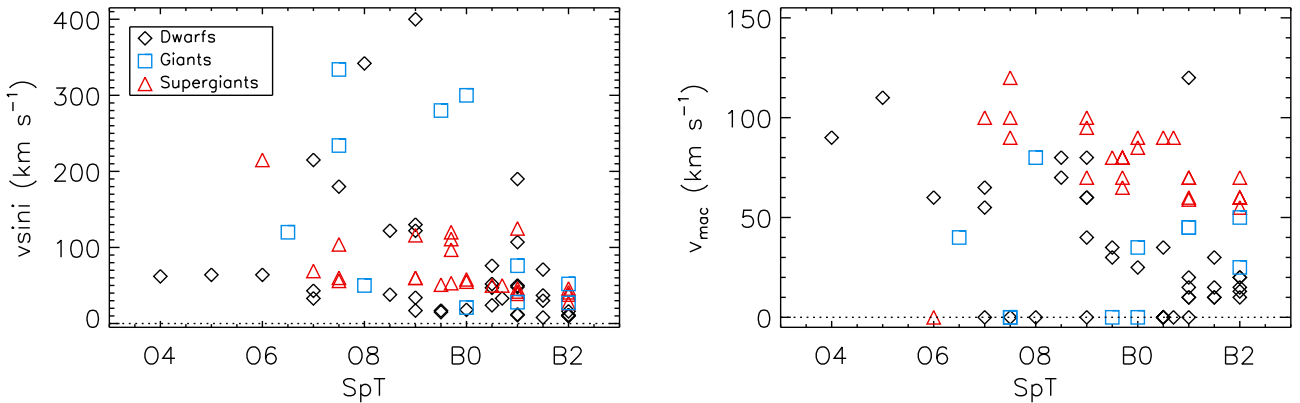 400
300
200
100
0
vsini (km s⁻¹)
Dwarfs
Giants
Supergiants
O4 O6 O8 B0 B2
SpT
150
100
50
0
v_mac (km s⁻¹)
O4 O6 O8 B0 B2
SpT